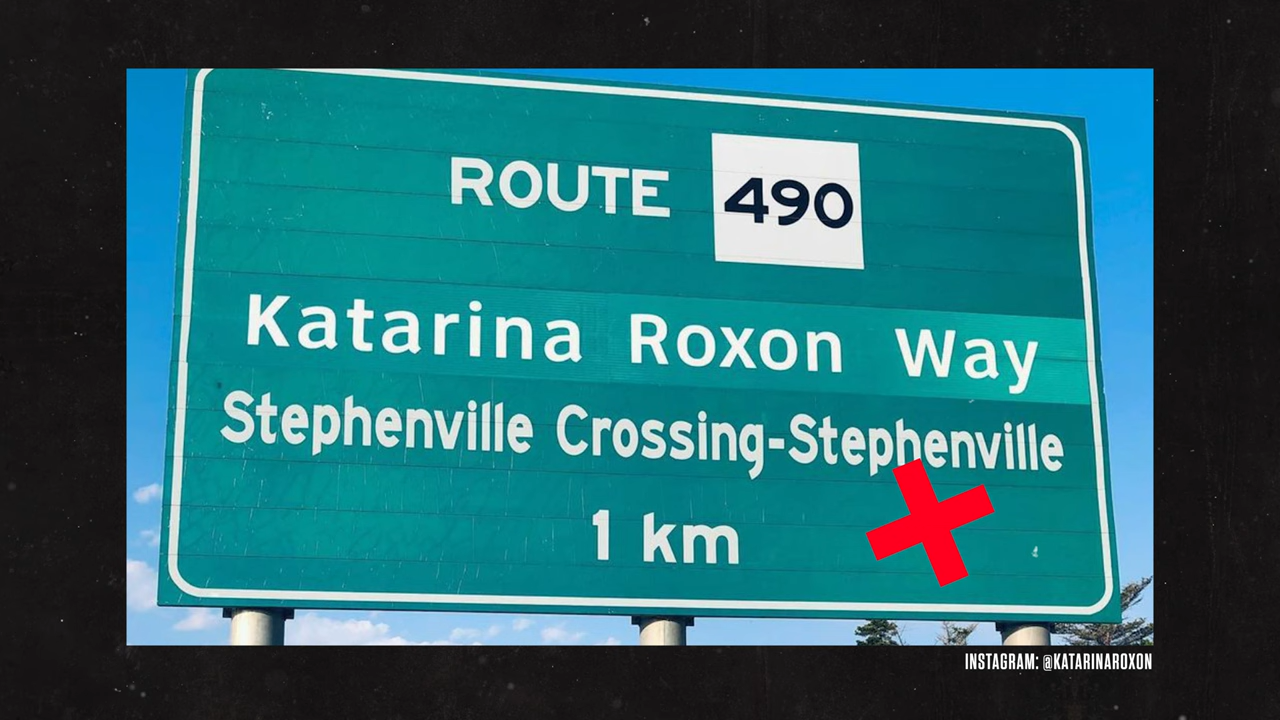 ROUTE 490
Katarina Roxon Way
Stephenville Crossing-Stephenville
1 km
INSTAGRAM: @KATARINAROXON